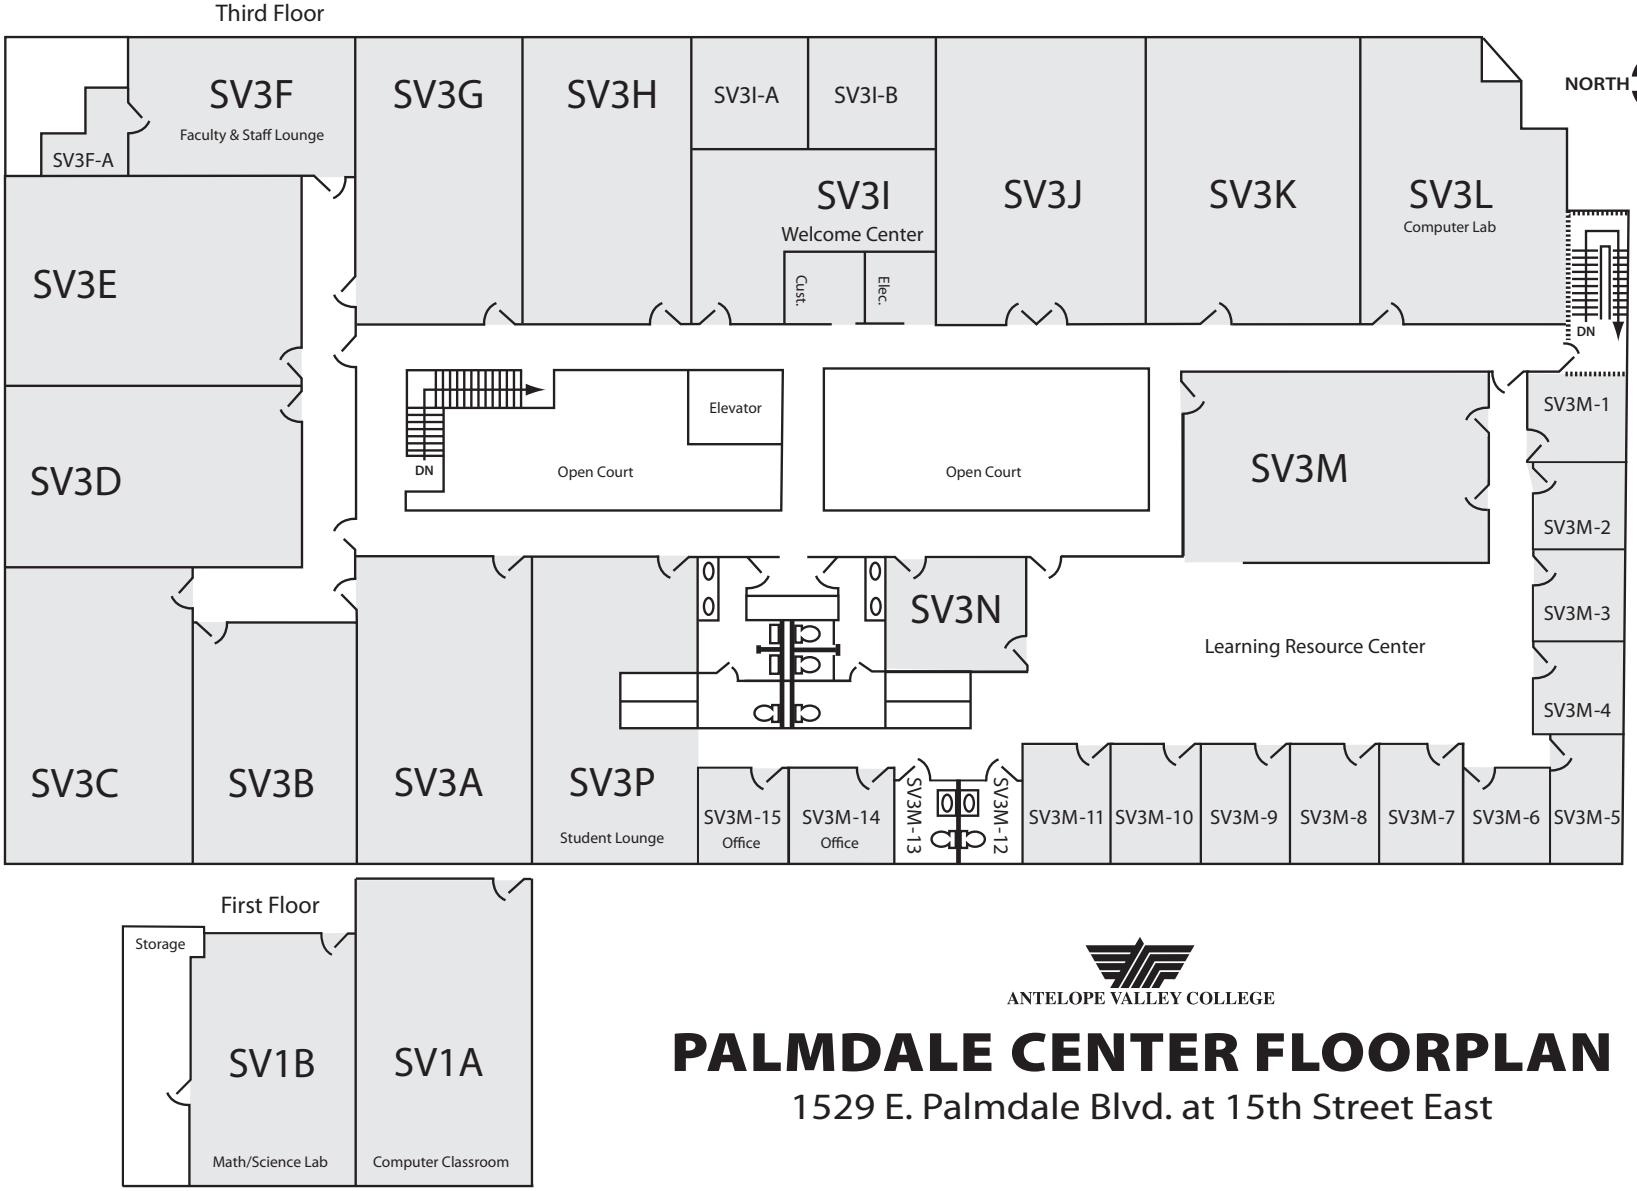 Third Floor
NORTH
SV3F
Faculty & Staff Lounge
SV3F-A
SV3G
SV3H
SV3I-A
SV3I-B
SV3I
Welcome Center
Cust.
Elec.
SV3J
SV3K
SV3L
Computer Lab
DN
SV3E
SV3D
DN
Elevator
Open Court
Open Court
SV3M
SV3M-1
SV3M-2
SV3M-3
SV3M-4
SV3N
Learning Resource Center
SV3C
SV3B
SV3A
SV3P
Student Lounge
SV3M-15
Office
SV3M-14
Office
SV3M-13
SV3M-12
SV3M-11
SV3M-10
SV3M-9
SV3M-8
SV3M-7
SV3M-6
SV3M-5
First Floor
Storage
SV1B
Math/Science Lab
SV1A
Computer Classroom
ANTELOPE VALLEY COLLEGE
PALMDALE CENTER FLOORPLAN
1529 E. Palmdale Blvd. at 15th Street East